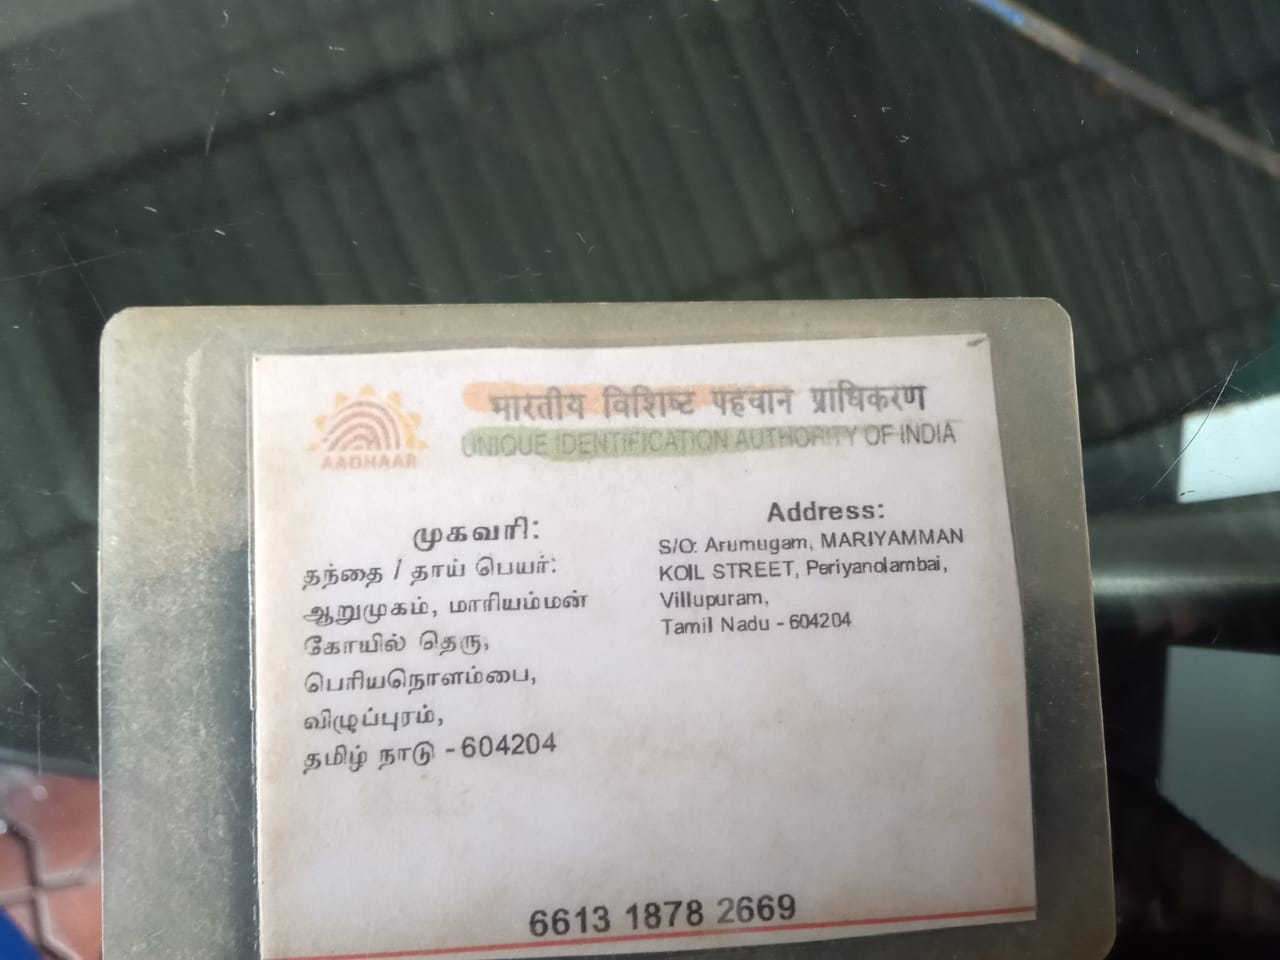 भारतीय विशिष्ट पहचान प्राधिकरण
UNIQUE IDENTIFICATION AUTHORITY OF INDIA
AADHAAR
முகவரி:
தந்தை / தாய் பெயர்:
ஆறுமுகம், மாரியம்மன்
கோயில் தெரு,
பெரியநொளம்பை,
விழுப்புரம்,
தமிழ் நாடு - 604204
Address:
S/O: Arumugam, MARIYAMMAN
KOIL STREET, Periyanolambai,
Villupuram,
Tamil Nadu - 604204
6613 1878 2669